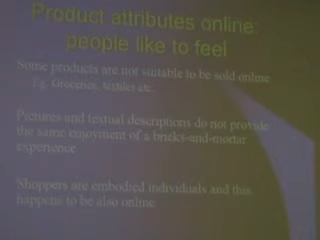 Product attributes online:
people like to feel
Some products are not suitable to be sold online
Eg. Groceries, textiles etc.
Pictures and textual descriptions do not provide
the same enjoyment of a bricks-and-mortar
experience
Shoppers are embodied individuals and this
happens to be also online